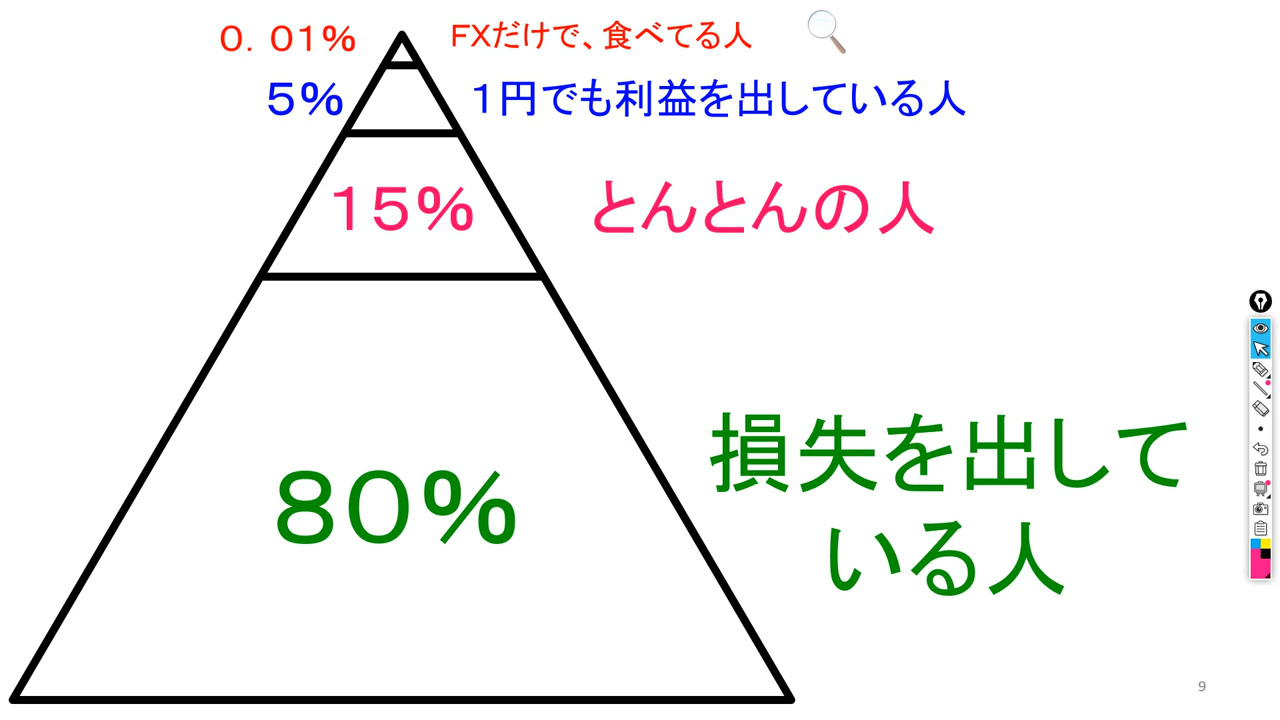 ０．０１％ ＦXだけで、食べてる人
５％ １円でも利益を出している人
１５％ とんとんの人
８０％ 損失を出して
いる人
9